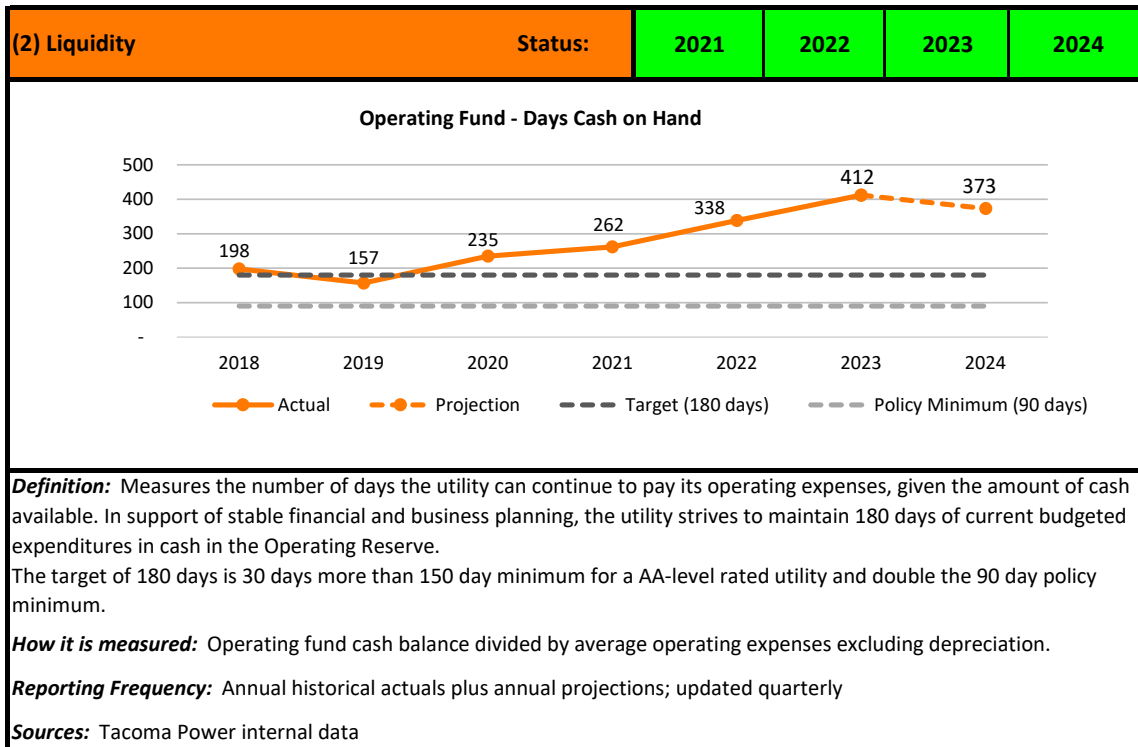 (2) Liquidity Status: 2021 2022 2023 2024
Operating Fund - Days Cash on Hand
500
400
300
200
100
-
198
157
235
262
338
412
373
2018 2019 2020 2021 2022 2023 2024
Actual Projection Target (180 days) Policy Minimum (90 days)
Definition: Measures the number of days the utility can continue to pay its operating expenses, given the amount of cash
available. In support of stable financial and business planning, the utility strives to maintain 180 days of current budgeted
expenditures in cash in the Operating Reserve.
The target of 180 days is 30 days more than 150 day minimum for a AA-level rated utility and double the 90 day policy
minimum.
How it is measured: Operating fund cash balance divided by average operating expenses excluding depreciation.
Reporting Frequency: Annual historical actuals plus annual projections; updated quarterly
Sources: Tacoma Power internal data